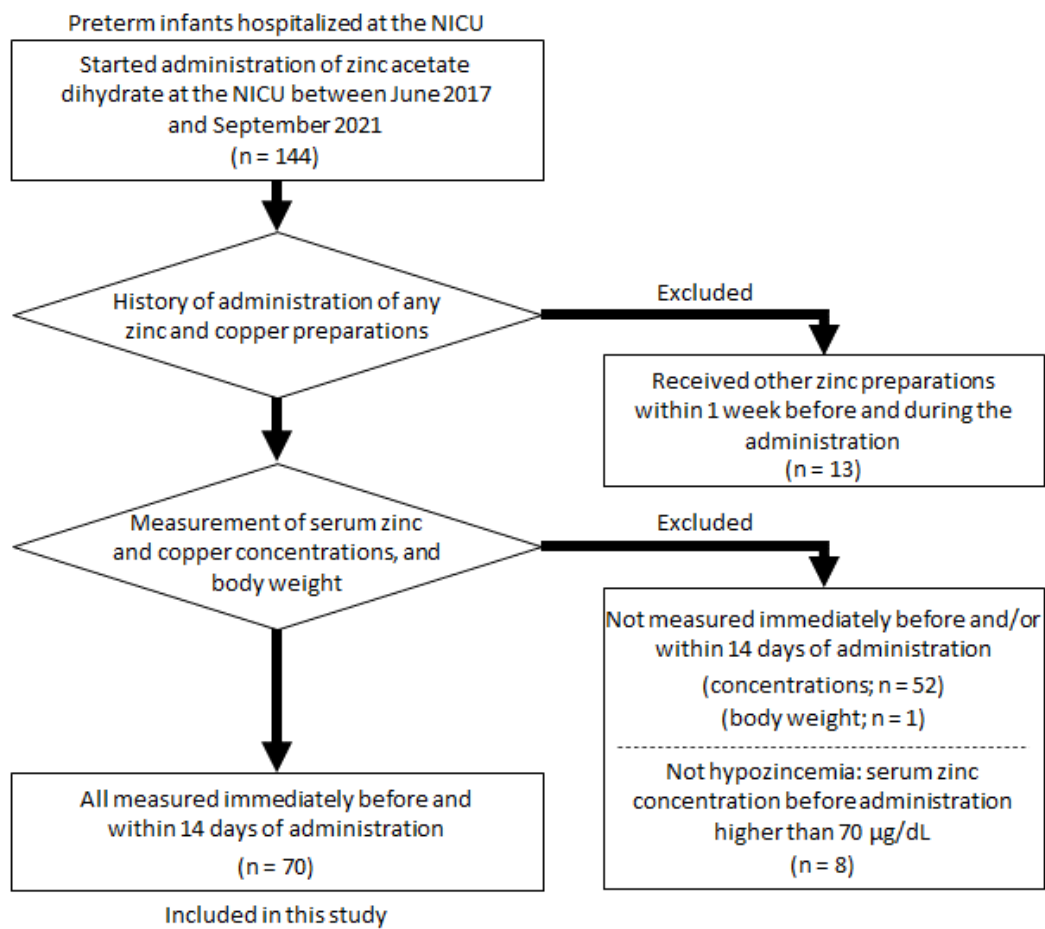 Preterm infants hospitalized at the NICU
Started administration of zinc acetate
dihydrate at the NICU between June 2017
and September 2021
(n = 144)
History of administration of any
zinc and copper preparations
Excluded
Received other zinc preparations
within 1 week before and during the
administration
(n = 13)
Measurement of serum zinc
and copper concentrations, and
body weight
Excluded
Not measured immediately before and/or
within 14 days of administration
(concentrations; n = 52)
(body weight; n = 1)
Not hypozincemia: serum zinc
concentration before administration
higher than 70 μg/dL
(n = 8)
All measured immediately before and
within 14 days of administration
(n = 70)
Included in this study